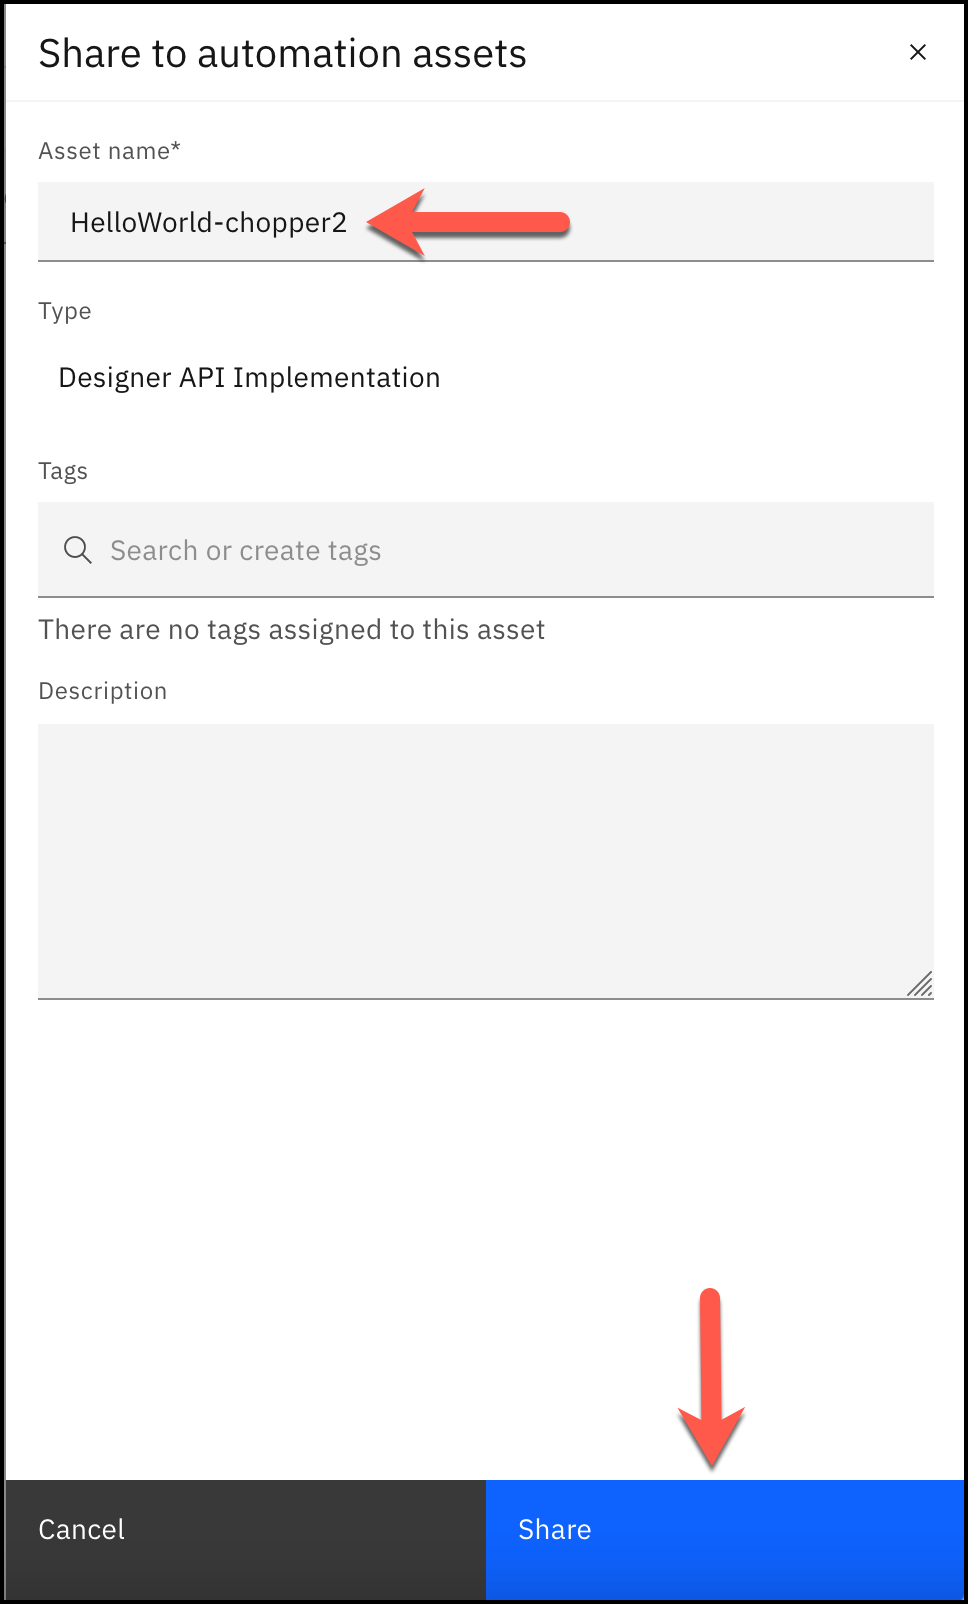 Share to automation assets
Asset name*
HelloWorld-chopper2
Type
Designer API Implementation
Tags
Search or create tags
There are no tags assigned to this asset
Description
Cancel
Share